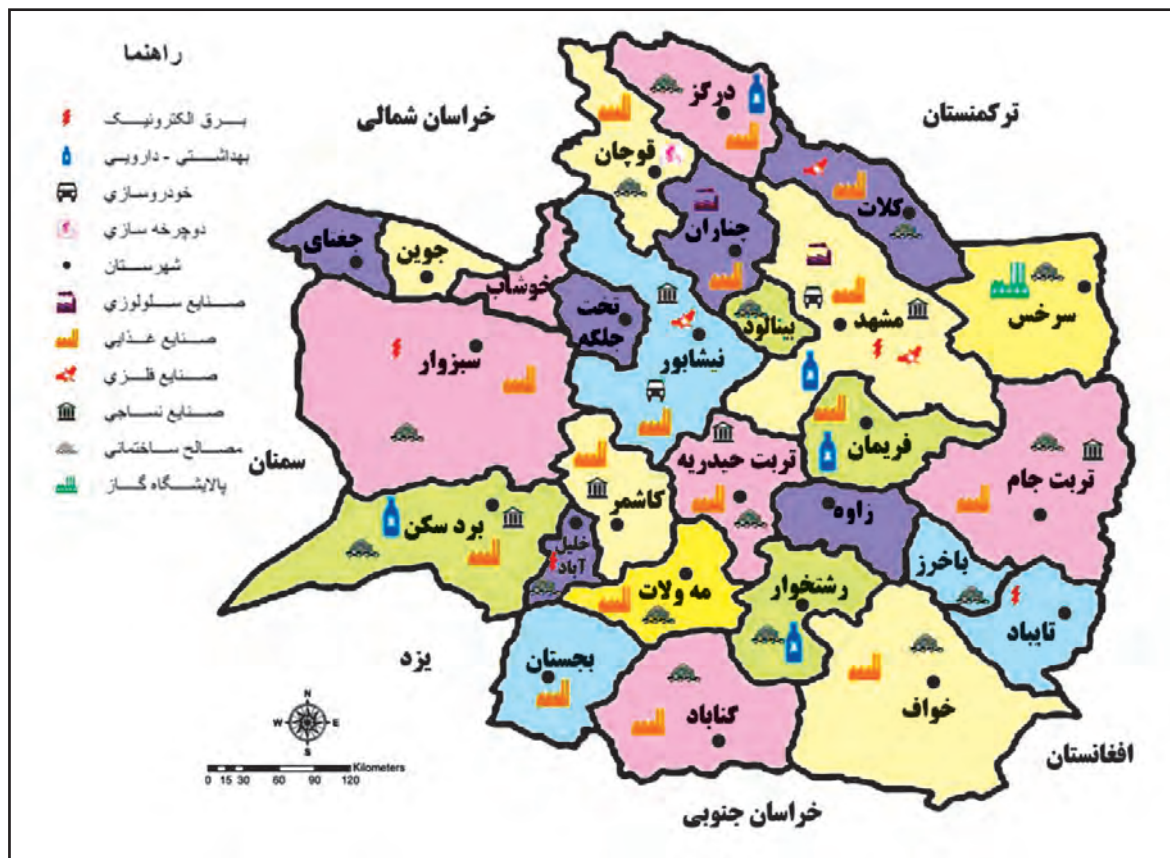 راهنما
برق الکترونیک
بهداشتی - دارویی
خودروسازی
دوچرخه سازی
شهرستان
صنایع سلولوزی
صنایع غذایی
صنایع فلزی
صنایع نساجی
مصالح ساختمانی
پالایشگاه گاز
خراسان شمالی
ترکمنستان
درگز
قوچان
کلات
چناران
جغتای
جوین
خوشاب
تخت
جلگه
بینالود
مشهد
سرخس
نیشابور
سبزوار
فریمان
تربت حیدریه
تربت جام
سمنان
کاشمر
زاوه
برد سکن
خلیل
آباد
باخرز
مه ولات
رشتخوار
تایباد
یزد
بجستان
گناباد
خواف
افغانستان
خراسان جنوبی
N
W E
S
Kilometers
0 15 30 60 90 120